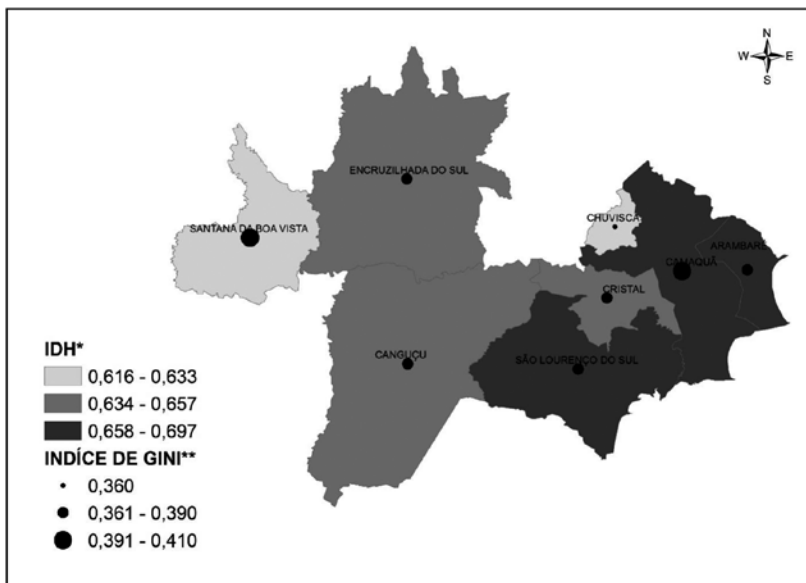 N
W E
S
ENCRUZILHADA DO SUL
CHUVISCA
SANTANA DA BOA VISTA
ARAMBARÉ
CAMAQUÃ
CRISTAL
CANGUÇU
SÃO LOURENÇO DO SUL
IDH*
0,616 - 0,633
0,634 - 0,657
0,658 - 0,697
INDÍCE DE GINI**
0,360
0,361 - 0,390
0,391 - 0,410